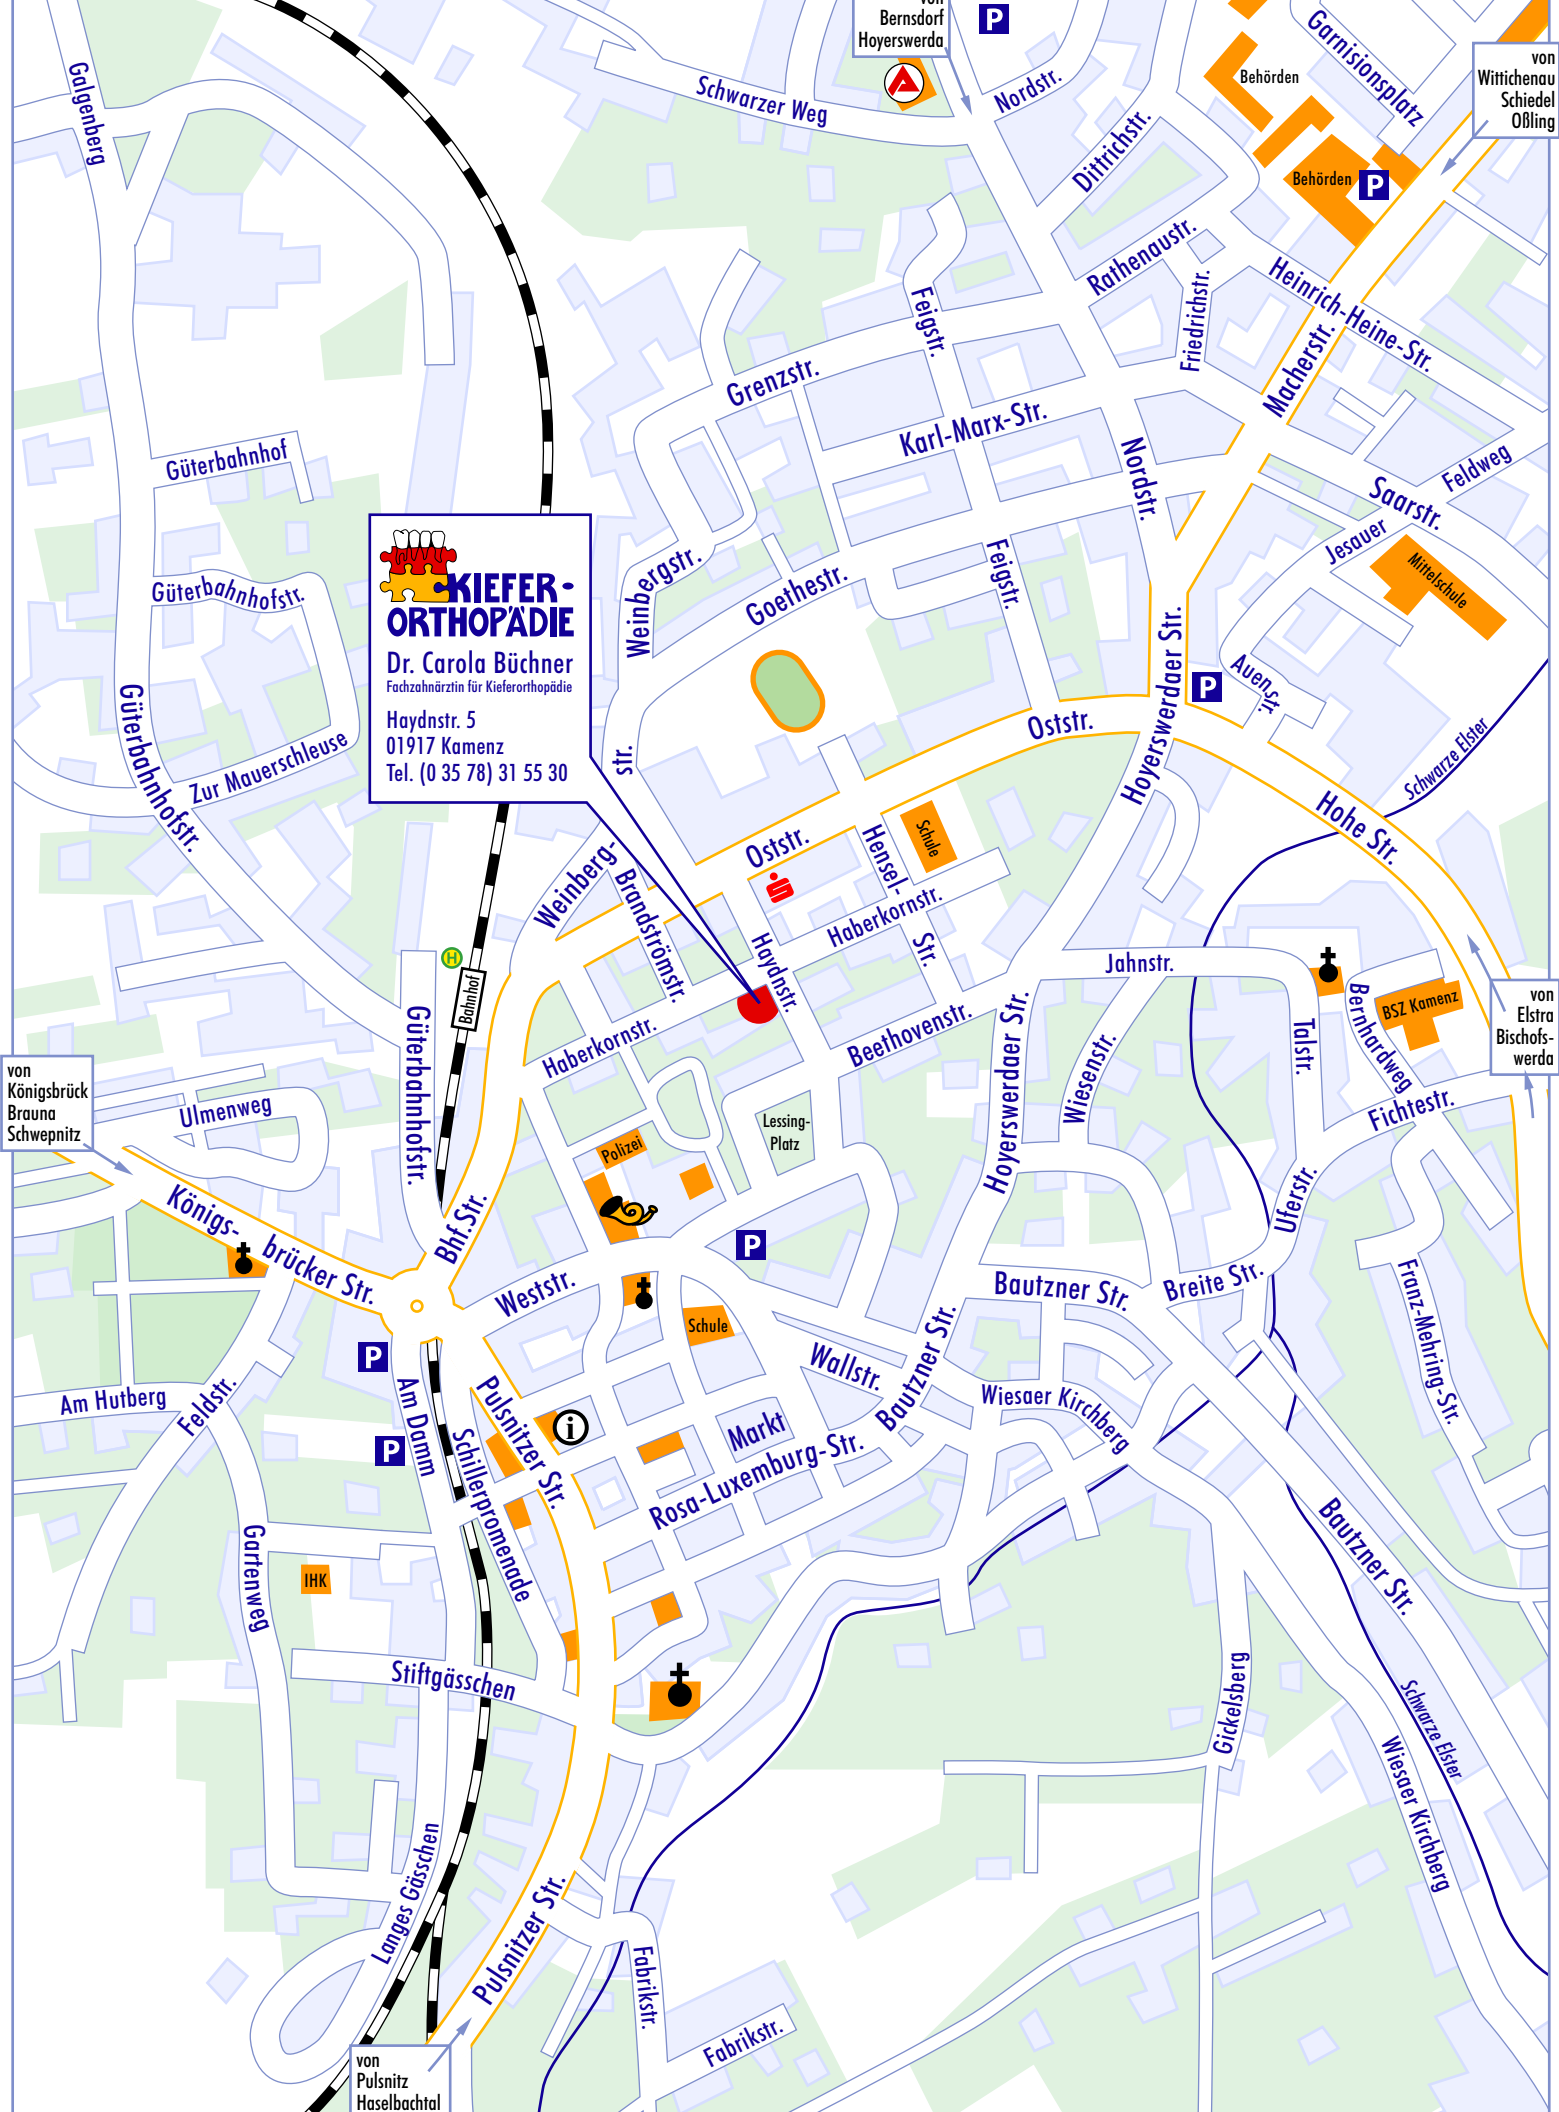 von
Bernsdorf
Hoyerswerda
P
Garnisionsplatz
von
Wittichenau
Schiedel
Oßling
Behörden
Galgenberg
Schwarzer Weg
Nordstr.
Dittrichstr.
Behörden
P
Rathenaustr.
Heinrich-Heine-Str.
Friedrichstr.
Feigstr.
Macherstr.
Grenzstr.
Karl-Marx-Str.
Güterbahnhof
Nordstr.
Feldweg
Saarstr.
Jesauer
Mittelschule
Güterbahnhofstr.
KIEFER-
ORTHOPÄDIE
Dr. Carola Büchner
Fachzahnärztin für Kieferorthopädie
Haydnstr. 5
01917 Kamenz
Tel. (0 35 78) 31 55 30
Weinbergstr.
Goethestr.
Feigstr.
Hoyerswerdaer Str.
Auenstr.
P
Oststr.
Güterbahnhofstr.
Zur Mauerschleuse
str.
Schwarze Elster
Hohe Str.
Oststr.
Schule
Hensel-
Str.
Weinberg-
Brandströmstr.
Haberkornstr.
Haydnstr.
H
Bahnhof
Jahnstr.
Bernhardweg
BSZ Kamenz
von
Elstra
Bischofs-
werda
Güterbahnhofstr.
Haberkornstr.
Beethovenstr.
Hoyerswerdaer Str.
Wiesenstr.
Talstr.
Fichtestr.
von
Königsbrück
Brauna
Schwepnitz
Ulmenweg
Lessing-
Platz
Polizei
Uferstr.
Königs-
brücker Str.
Bhf.Str.
P
Weststr.
Bautzner Str.
Breite Str.
Franz-Mehring-Str.
Schule
P
Wallstr.
Bautzner Str.
Wiesaer Kirchberg
Am Hutberg
Feldstr.
Am Damm
P
Pulsnitzer Str.
i
Schillerpromenade
Markt
Rosa-Luxemburg-Str.
Bautzner Str.
Gartenweg
IHK
Stiftgässchen
Gickelsberg
Schwarze Elster
Wiesaer Kirchberg
Langes Gässchen
Pulsnitzer Str.
Fabrikstr.
Fabrikstr.
von
Pulsnitz
Haselbachtal